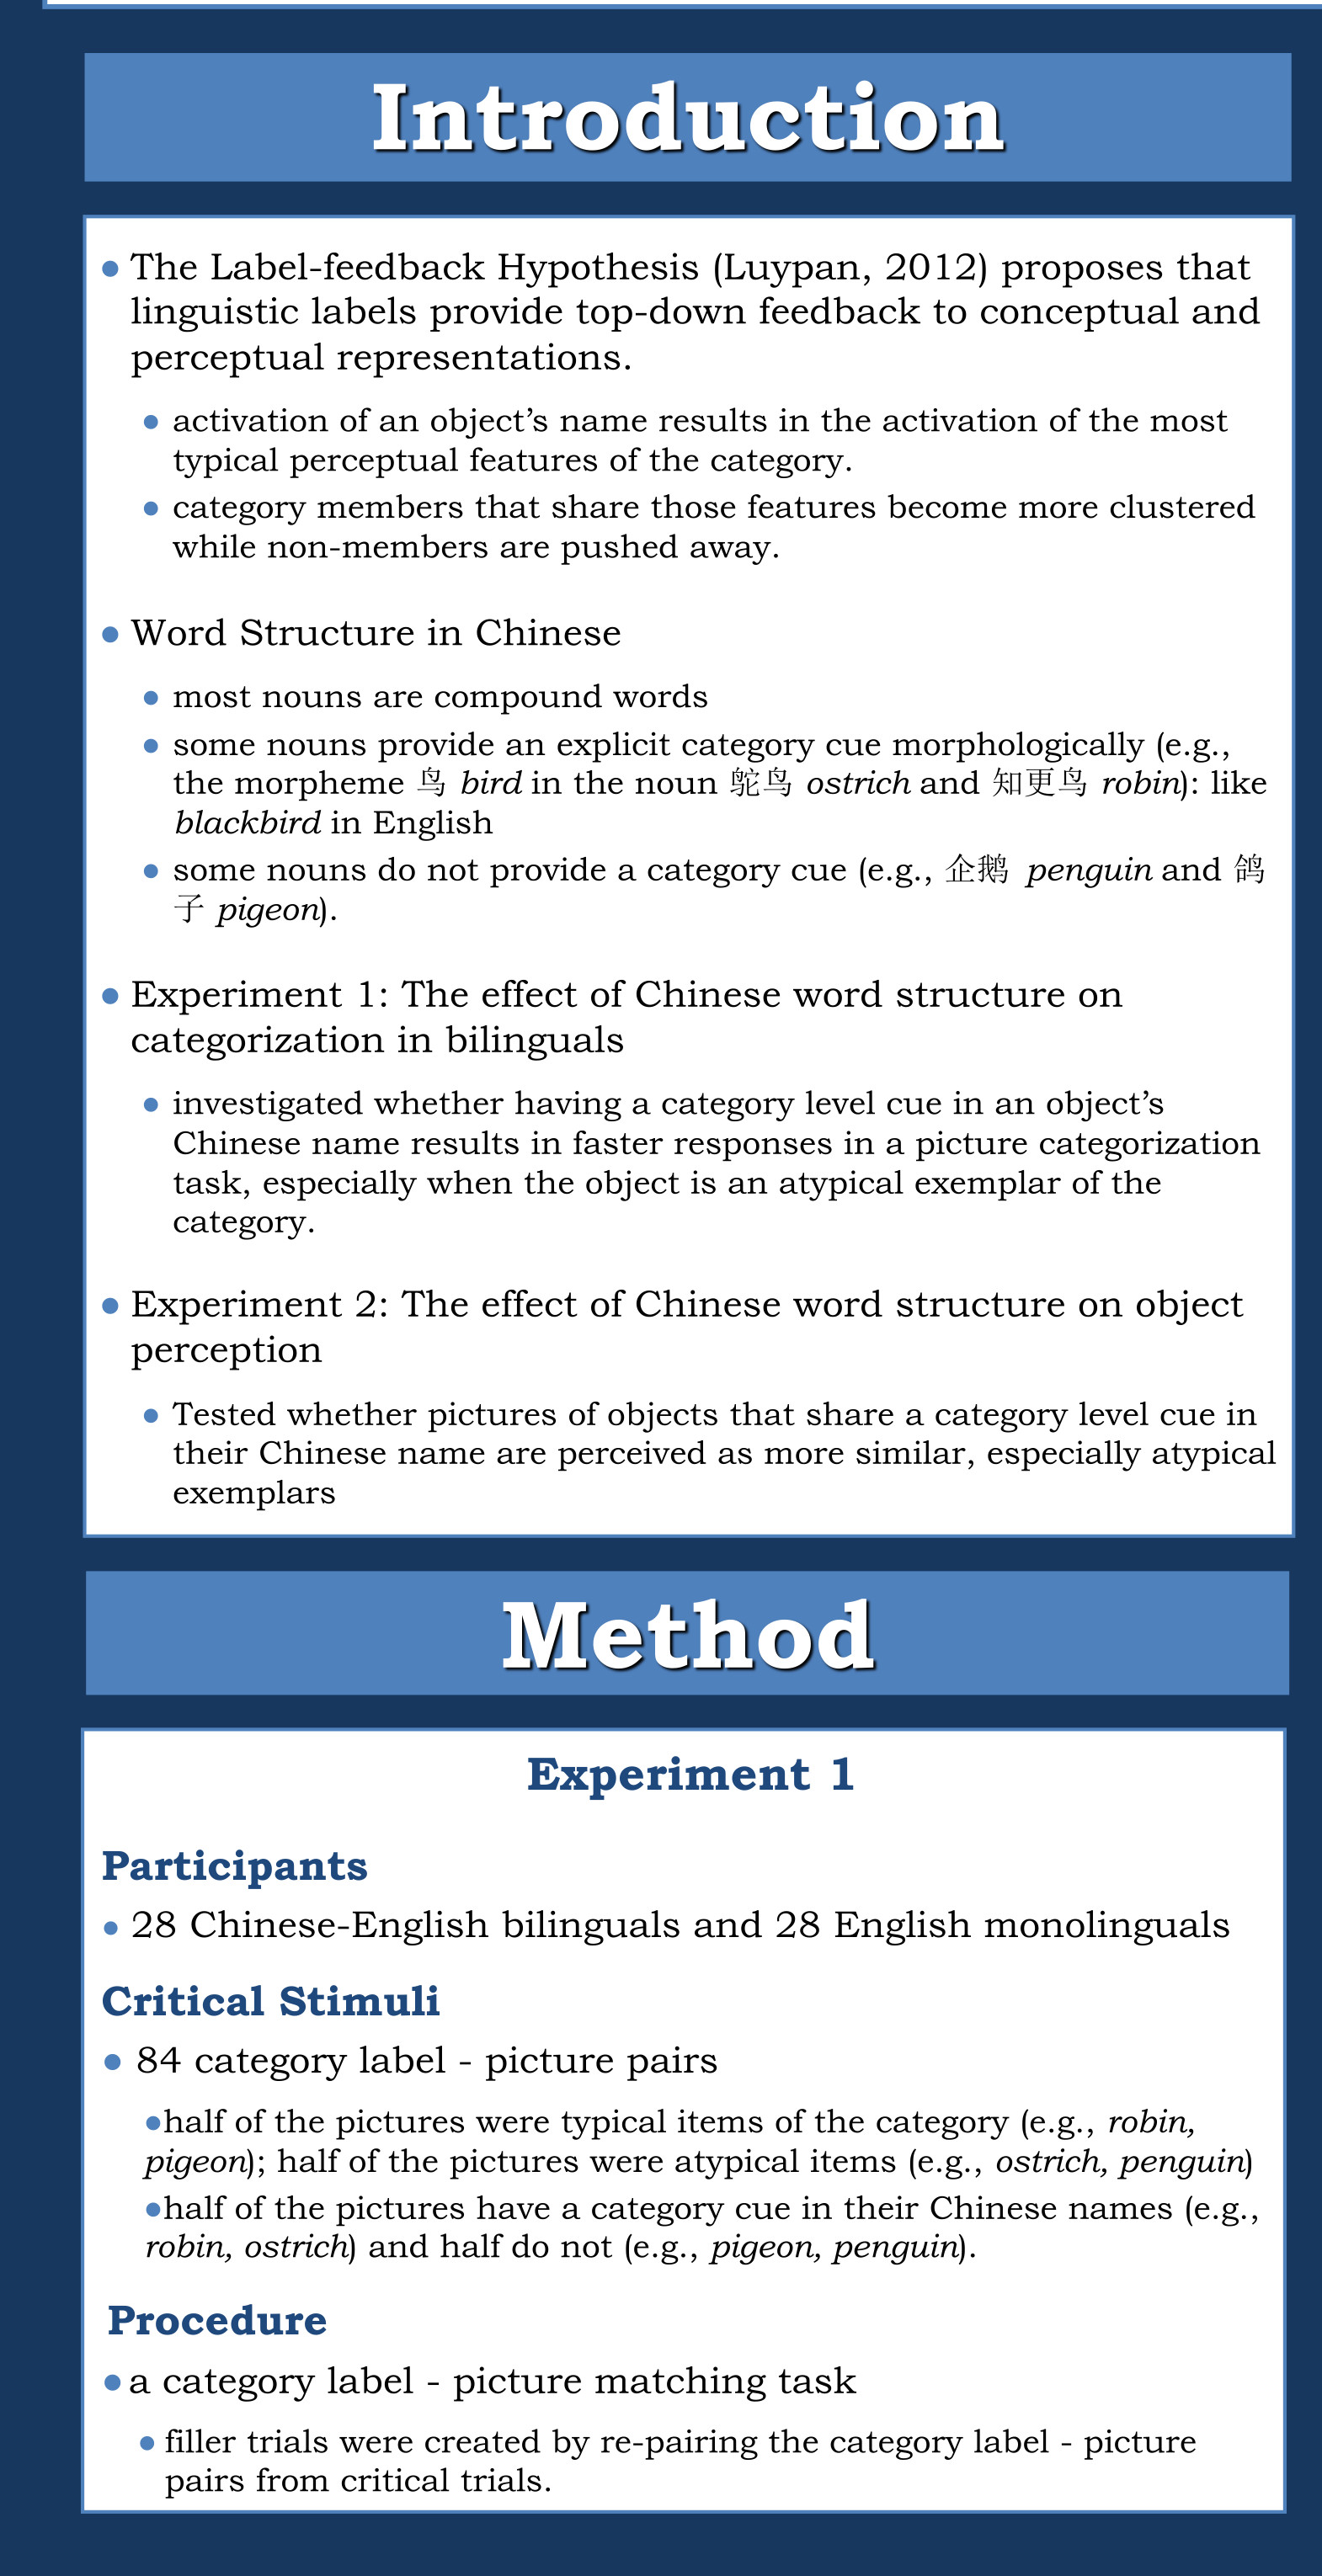 Introduction
● The Label-feedback Hypothesis (Luypan, 2012) proposes that
linguistic labels provide top-down feedback to conceptual and
perceptual representations.
● activation of an object’s name results in the activation of the most
typical perceptual features of the category.
● category members that share those features become more clustered
while non-members are pushed away.
● Word Structure in Chinese
● most nouns are compound words
● some nouns provide an explicit category cue morphologically (e.g.,
the morpheme 鸟 bird in the noun 鸵鸟 ostrich and 知更鸟 robin): like
blackbird in English
● some nouns do not provide a category cue (e.g., 企鹅 penguin and 鸽
子 pigeon).
● Experiment 1: The effect of Chinese word structure on
categorization in bilinguals
● investigated whether having a category level cue in an object’s
Chinese name results in faster responses in a picture categorization
task, especially when the object is an atypical exemplar of the
category.
● Experiment 2: The effect of Chinese word structure on object
perception
● Tested whether pictures of objects that share a category level cue in
their Chinese name are perceived as more similar, especially atypical
exemplars
Method
Experiment 1
Participants
● 28 Chinese-English bilinguals and 28 English monolinguals
Critical Stimuli
● 84 category label - picture pairs
●half of the pictures were typical items of the category (e.g., robin,
pigeon); half of the pictures were atypical items (e.g., ostrich, penguin)
●half of the pictures have a category cue in their Chinese names (e.g.,
robin, ostrich) and half do not (e.g., pigeon, penguin).
Procedure
●a category label - picture matching task
● filler trials were created by re-pairing the category label - picture
pairs from critical trials.